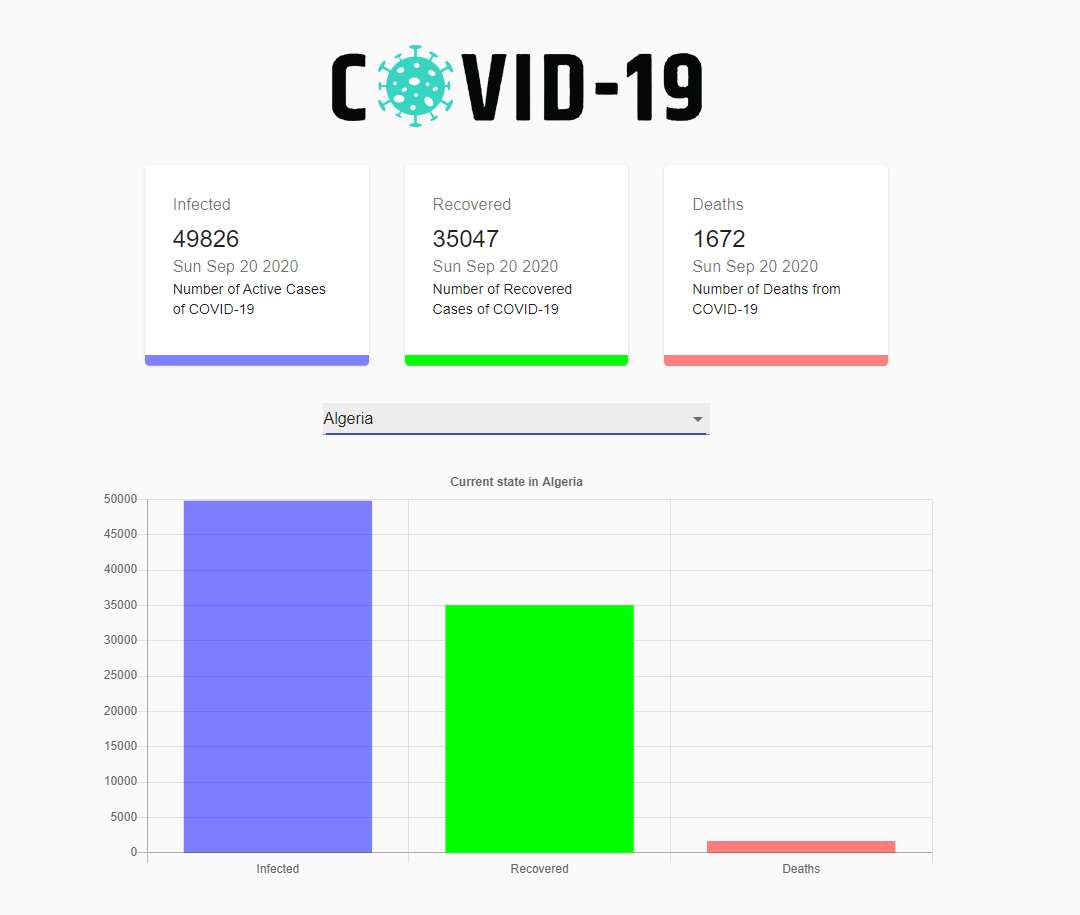 COVID-19
Infected
49826
Sun Sep 20 2020
Number of Active Cases
of COVID-19
Recovered
35047
Sun Sep 20 2020
Number of Recovered
Cases of COVID-19
Deaths
1672
Sun Sep 20 2020
Number of Deaths from
COVID-19
Algeria
Current state in Algeria
50000
45000
40000
35000
30000
25000
20000
15000
10000
5000
0
Infected Recovered Deaths